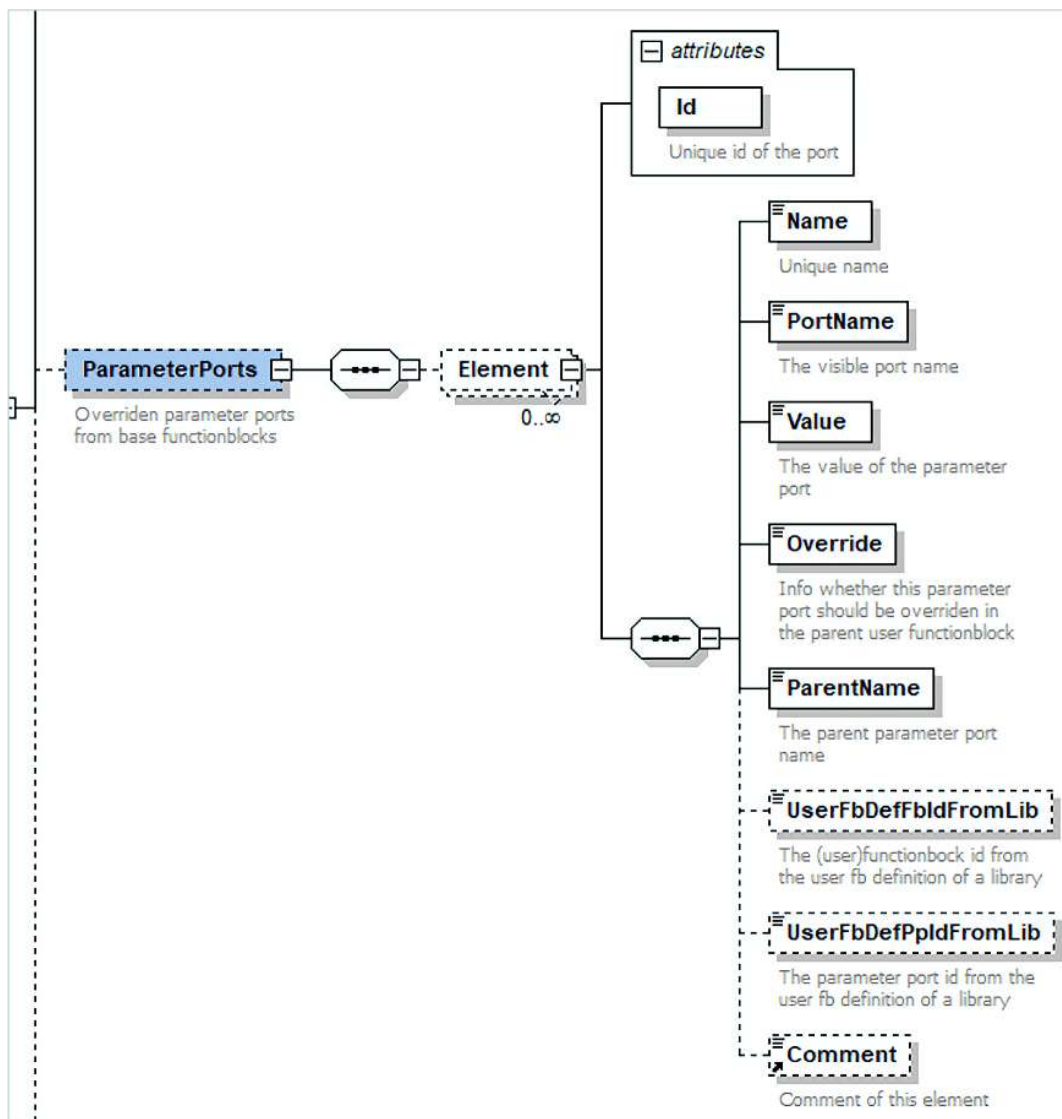 attributes
Id
Unique id of the port
Name
Unique name
PortName
The visible port name
ParameterPorts
Overriden parameter ports
from base functionblocks
Element
0..∞
Value
The value of the parameter
port
Override
Info whether this parameter
port should be overriden in
the parent user functionblock
ParentName
The parent parameter port
name
UserFbDefFbIdFromLib
The (user)functionbock id from
the user fb definition of a library
UserFbDefPpIdFromLib
The parameter port id from the
user fb definition of a library
Comment
Comment of this element